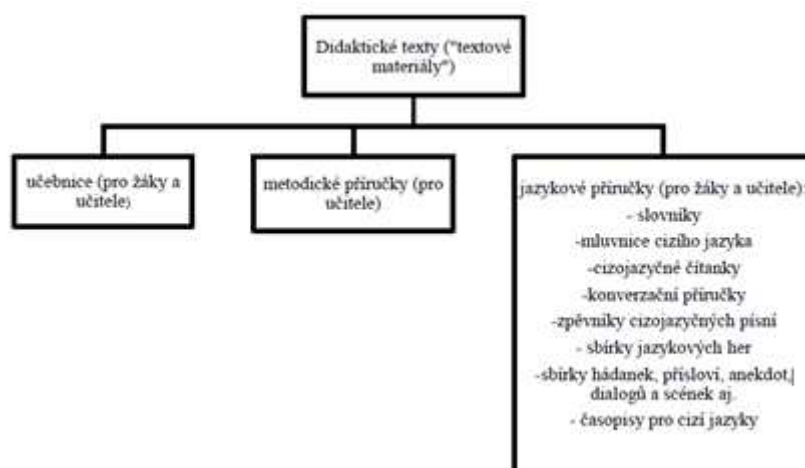 Didaktické texty ("textové
materiály")
učebnice (pro žáky a
učitele)
metodické příručky (pro
učitele)
jazykové příručky (pro žáky a učitele):
- slovníky
-mluvnice cizího jazyka
-cizojazyčné čítanky
-konverzační příručky
-zpěvníky cizojazyčných písní
- sbírky jazykových her
-sbírky hádanek, přísloví, anekdot,
dialogů a scének aj.
- časopisy pro cizí jazyky